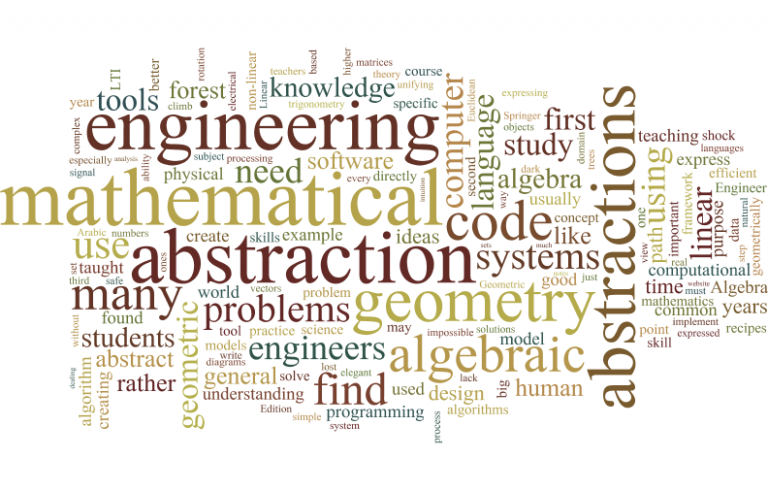 rotation
LTI
better
electrical
non-linear
Linear
teachers
based
higher
matrices
theory
course
unifying
year
tools
climb
forest
knowledge
trigonometry
specific
complex
engineering
computer
Euclidean
expressing
Springer
objects
first
abstractions
teaching
shock
languages
especially
analysis
ability
subject
processing
software
second
language
study
domain
trees
express
signal
physical
need
every
directly
dark
algebra
path
using
framework
efficient
Engineer
mathematical
intuition
way
usually
important
linear
purpose
one
natural
geometrically
Arabic
numbers
create
skills
example
ideas
code
concept
like
view
data
step
use
abstraction
sets
much
systems
real
computational
set
taught
ones
third
safe
many
world
vectors
problem
Geometric
good
just
time
website
must
Algebra
found
problems
geometry
mathematics
common
years
without
students
geometric
tool
practice
science
may
impossible
solutions
model
point
implement
expressed
recipes
skill
models
write
diagrams
engineers
algebraic
dealing
abstract
algorithm
creating
rather
general
solve
lost
elegant
find
used
lack
design
big
human
understanding
Edition
simple
programming
algorithms
system
process